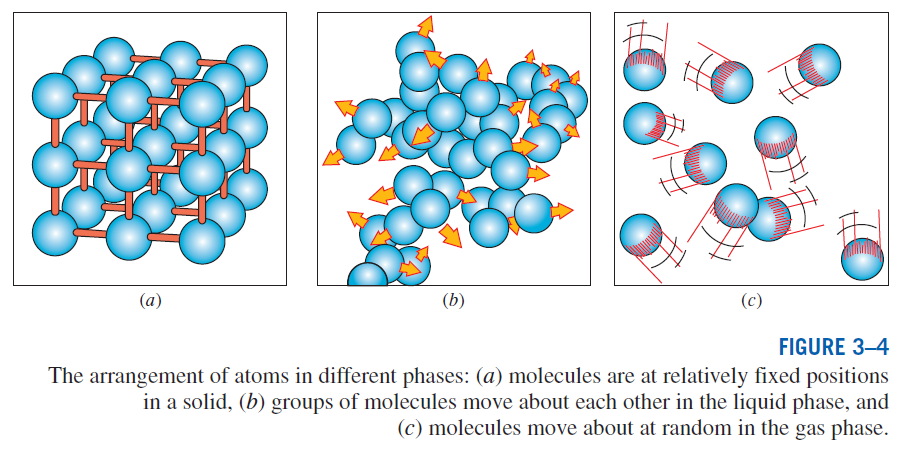 (a)
(b)
(c)
FIGURE 3–4
The arrangement of atoms in different phases: (a) molecules are at relatively fixed positions
in a solid, (b) groups of molecules move about each other in the liquid phase, and
(c) molecules move about at random in the gas phase.